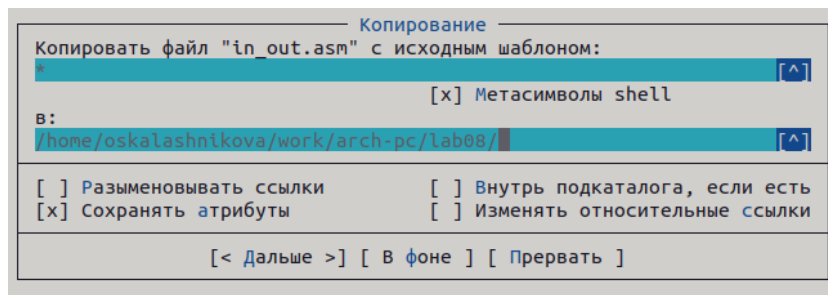 Копирование
Копировать файл "in_out.asm" с исходным шаблоном:
* [^]
[x] Метасимволы shell
в:
/home/oskalashnikova/work/arch-pc/lab08/ [^]
[ ] Разыменовывать ссылки [ ] Внутрь подкаталога, если есть
[x] Сохранять атрибуты [ ] Изменять относительные ссылки
[< Дальше >] [ В фоне ] [ Прервать ]